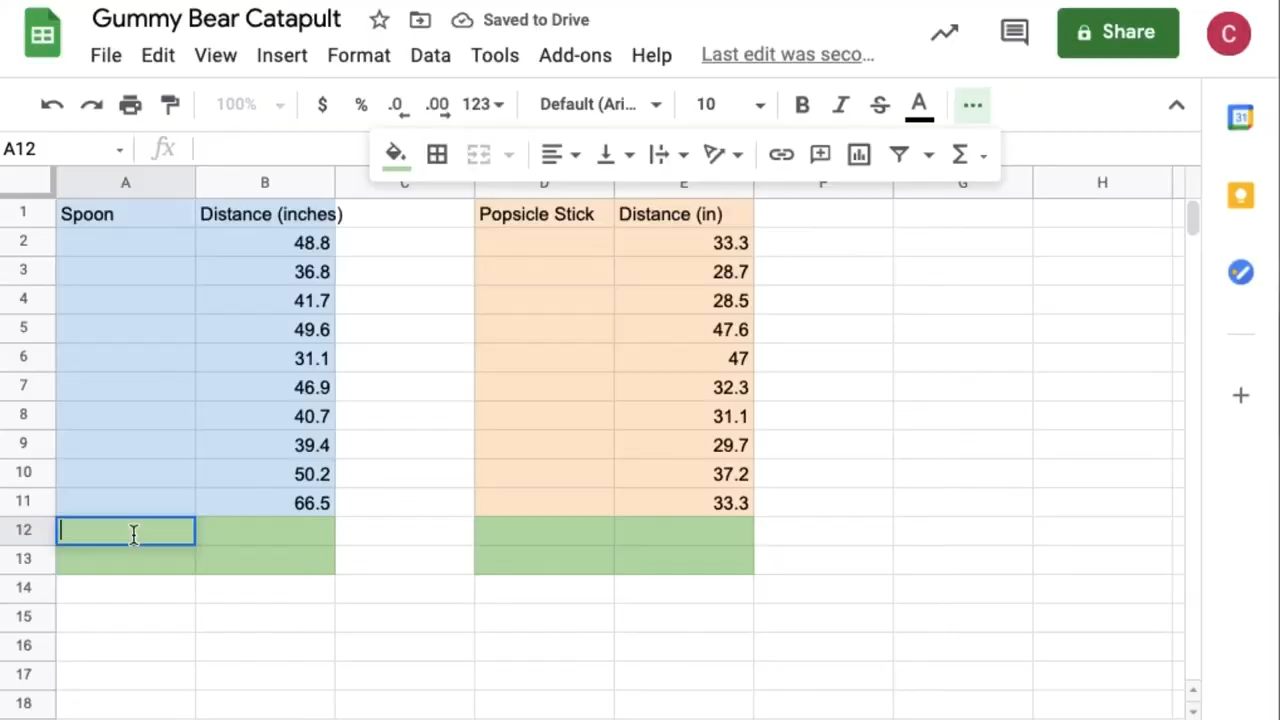 Gummy Bear Catapult Saved to Drive
File Edit View Insert Format Data Tools Add-ons Help Last edit was seco... Share C
100% $ % .0 .00 123 Default (Ari... 10 B I S A ...
A12 fx
A B C D E F G H
1 Spoon Distance (inches) Popsicle Stick Distance (in)
2 48.8 33.3
3 36.8 28.7
4 41.7 28.5
5 49.6 47.6
6 31.1 47
7 46.9 32.3
8 40.7 31.1
9 39.4 29.7
10 50.2 37.2
11 66.5 33.3
12
13
14
15
16
17
18
31